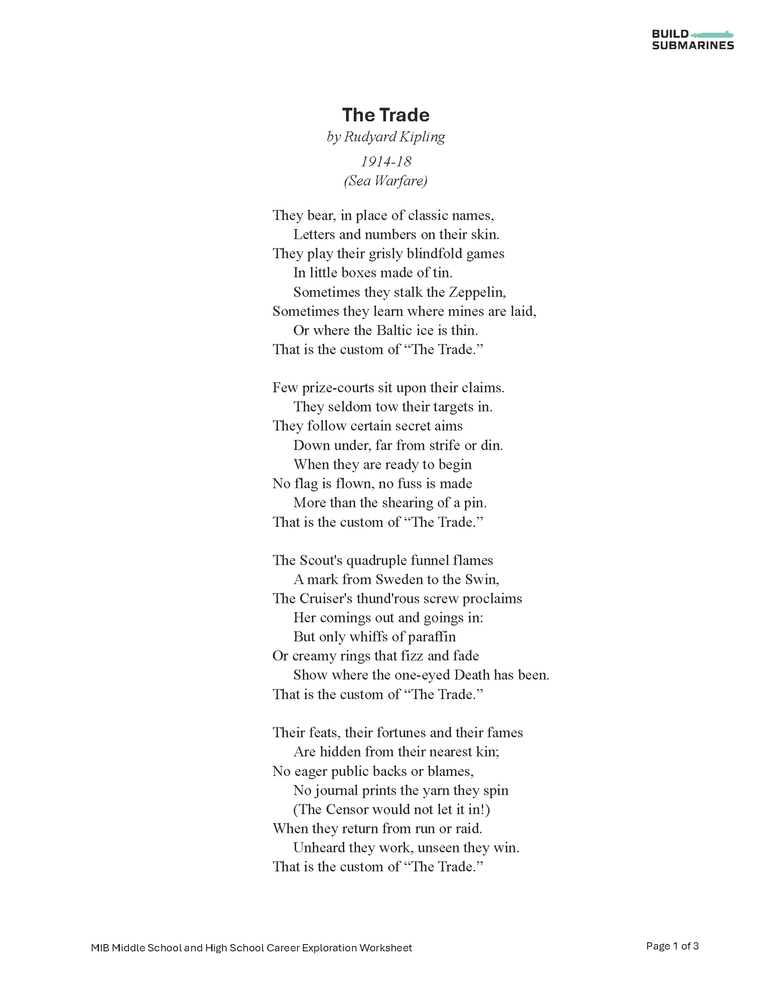 BUILD
SUBMARINES
The Trade
by Rudyard Kipling
1914-18
(Sea Warfare)
They bear, in place of classic names,
Letters and numbers on their skin.
They play their grisly blindfold games
In little boxes made of tin.
Sometimes they stalk the Zeppelin,
Sometimes they learn where mines are laid,
Or where the Baltic ice is thin.
That is the custom of “The Trade.”
Few prize-courts sit upon their claims.
They seldom tow their targets in.
They follow certain secret aims
Down under, far from strife or din.
When they are ready to begin
No flag is flown, no fuss is made
More than the shearing of a pin.
That is the custom of “The Trade.”
The Scout's quadruple funnel flames
A mark from Sweden to the Swin,
The Cruiser's thund'rous screw proclaims
Her comings out and goings in:
But only whiffs of paraffin
Or creamy rings that fizz and fade
Show where the one-eyed Death has been.
That is the custom of “The Trade.”
Their feats, their fortunes and their fames
Are hidden from their nearest kin;
No eager public backs or blames,
No journal prints the yarn they spin
(The Censor would not let it in!)
When they return from run or raid.
Unheard they work, unseen they win.
That is the custom of “The Trade.”
MIB Middle School and High School Career Exploration Worksheet
Page 1 of 3